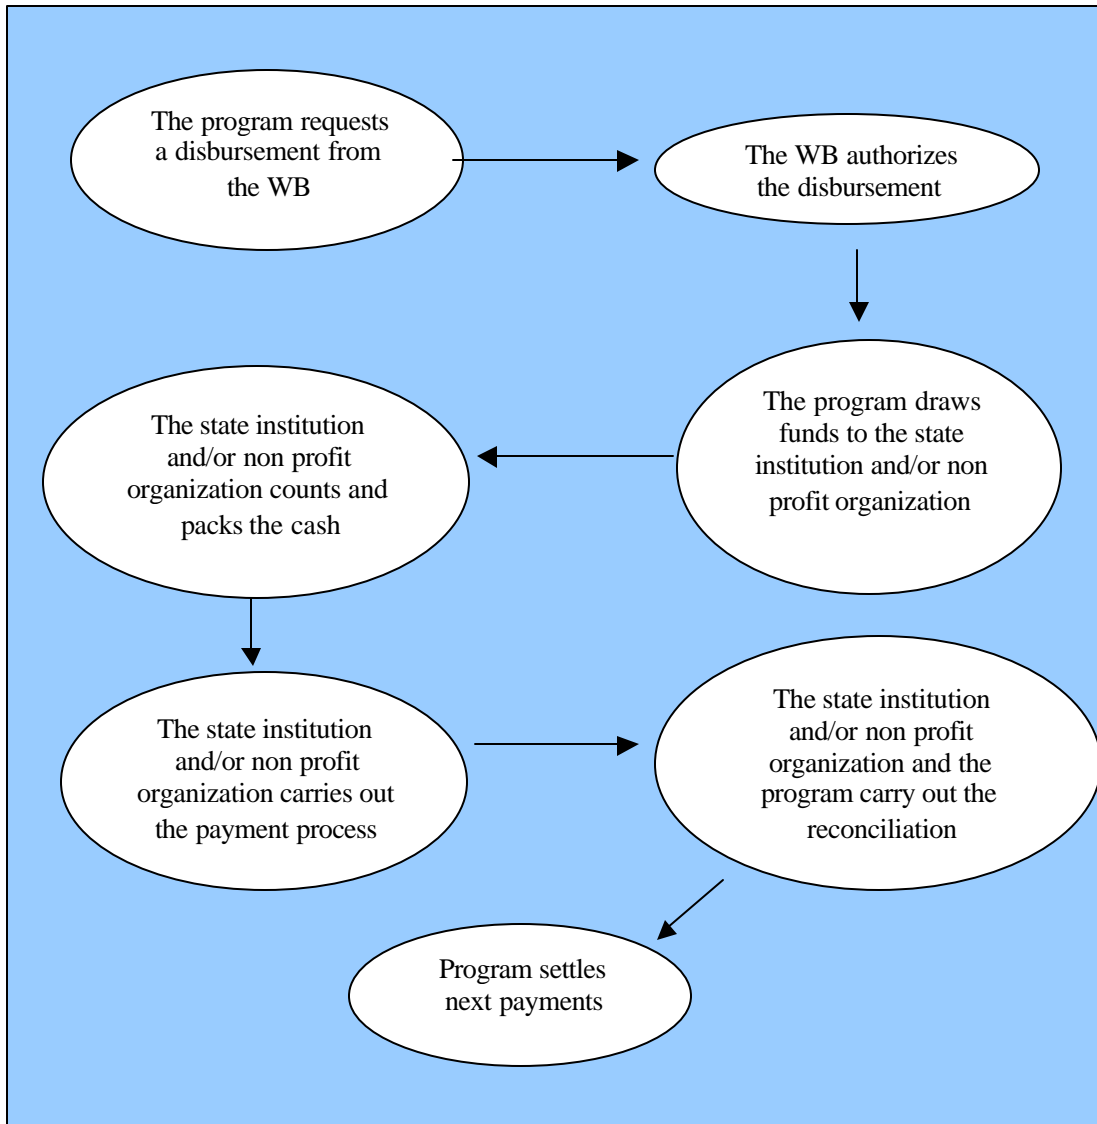 The program requests
a disbursement from
the WB
The WB authorizes
the disbursement
The program draws
funds to the state
institution and/or non
profit organization
The state institution
and/or non profit
organization counts and
packs the cash
The state institution
and/or non profit
organization carries out
the payment process
The state institution
and/or non profit
organization and the
program carry out the
reconciliation
Program settles
next payments